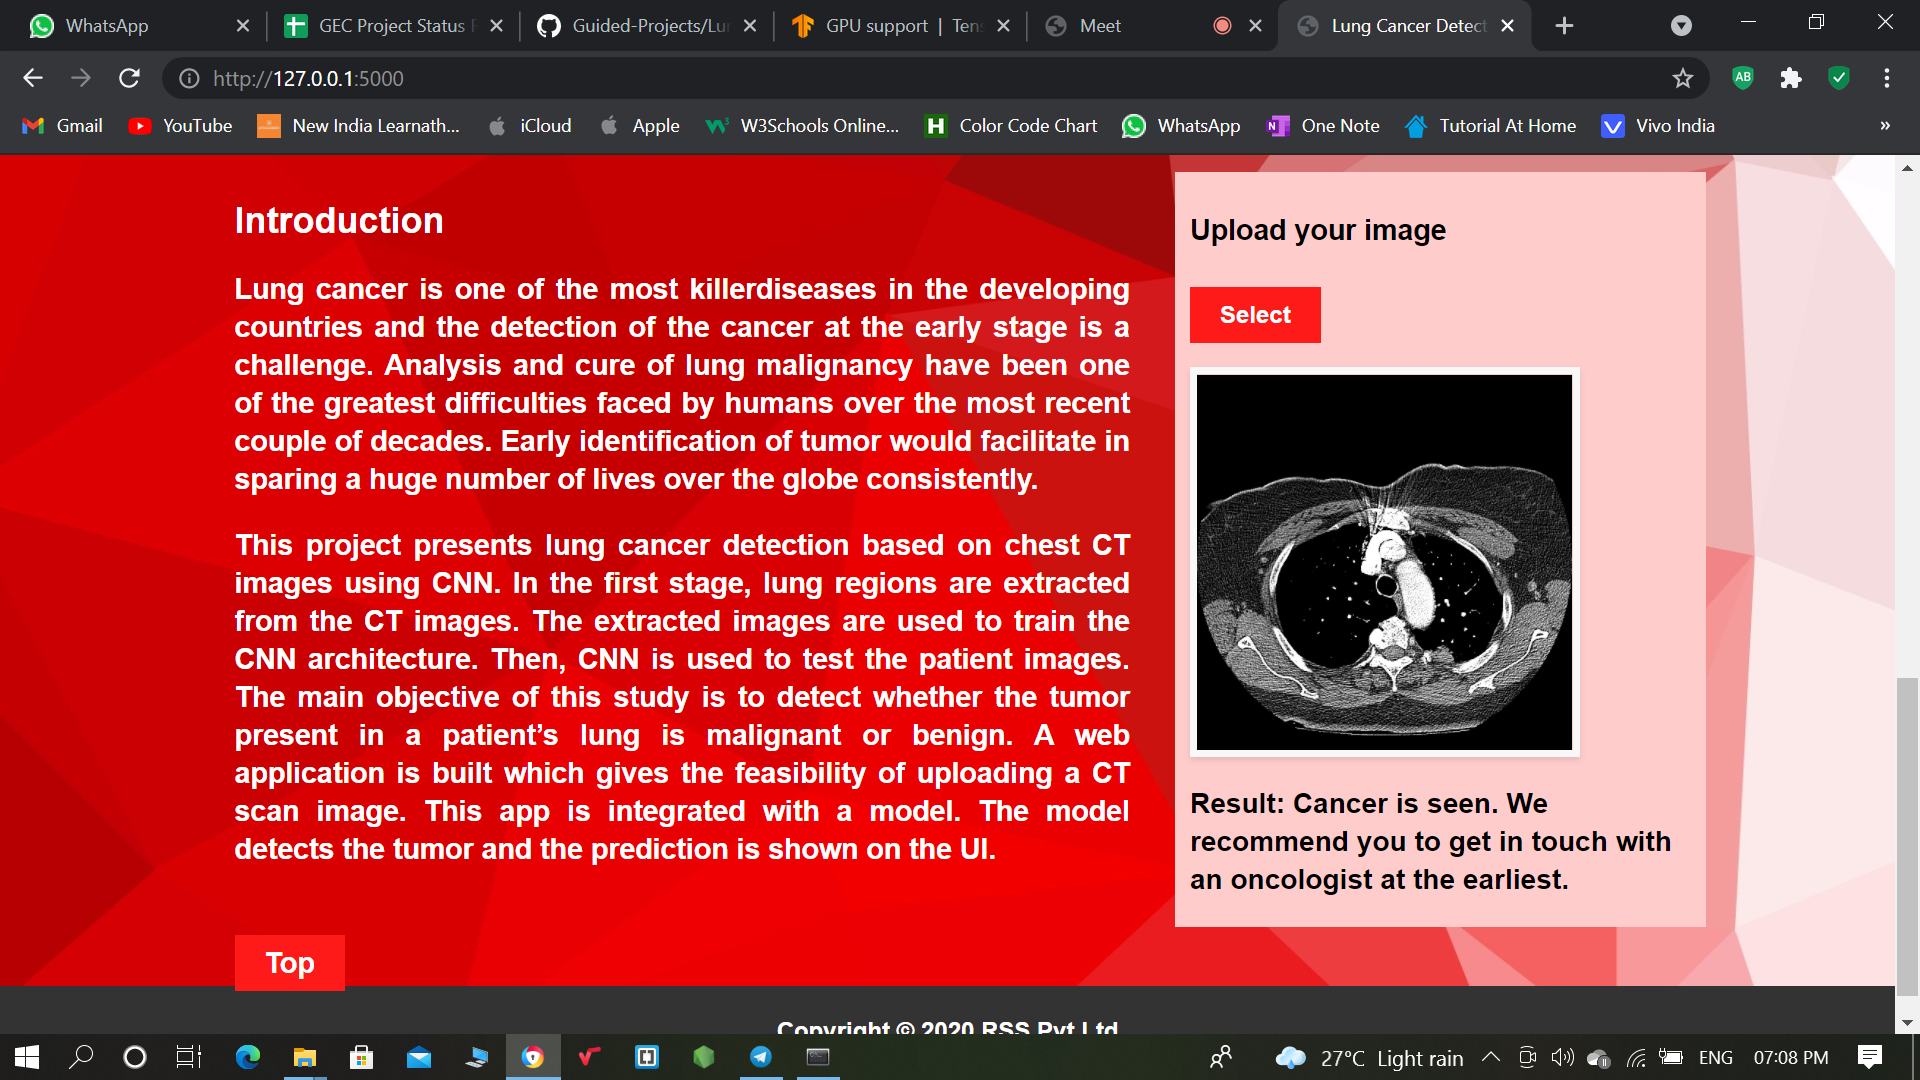 WhatsApp
GEC Project Status
Guided-Projects/Lu
GPU support | Tens
Meet
Lung Cancer Detect
http://127.0.0.1:5000
AB
Gmail
YouTube
New India Learnath...
iCloud
Apple
W3Schools Online...
H
Color Code Chart
WhatsApp
N
One Note
Tutorial At Home
Vivo India
»
Introduction
Lung cancer is one of the most killerdiseases in the developing
countries and the detection of the cancer at the early stage is a
challenge. Analysis and cure of lung malignancy have been one
of the greatest difficulties faced by humans over the most recent
couple of decades. Early identification of tumor would facilitate in
sparing a huge number of lives over the globe consistently.
This project presents lung cancer detection based on chest CT
images using CNN. In the first stage, lung regions are extracted
from the CT images. The extracted images are used to train the
CNN architecture. Then, CNN is used to test the patient images.
The main objective of this study is to detect whether the tumor
present in a patient’s lung is malignant or benign. A web
application is built which gives the feasibility of uploading a CT
scan image. This app is integrated with a model. The model
detects the tumor and the prediction is shown on the UI.
Top
Upload your image
Select
Result: Cancer is seen. We
recommend you to get in touch with
an oncologist at the earliest.
Copyright © 2020 RSS Pvt Ltd
27°C Light rain
ENG
07:08 PM